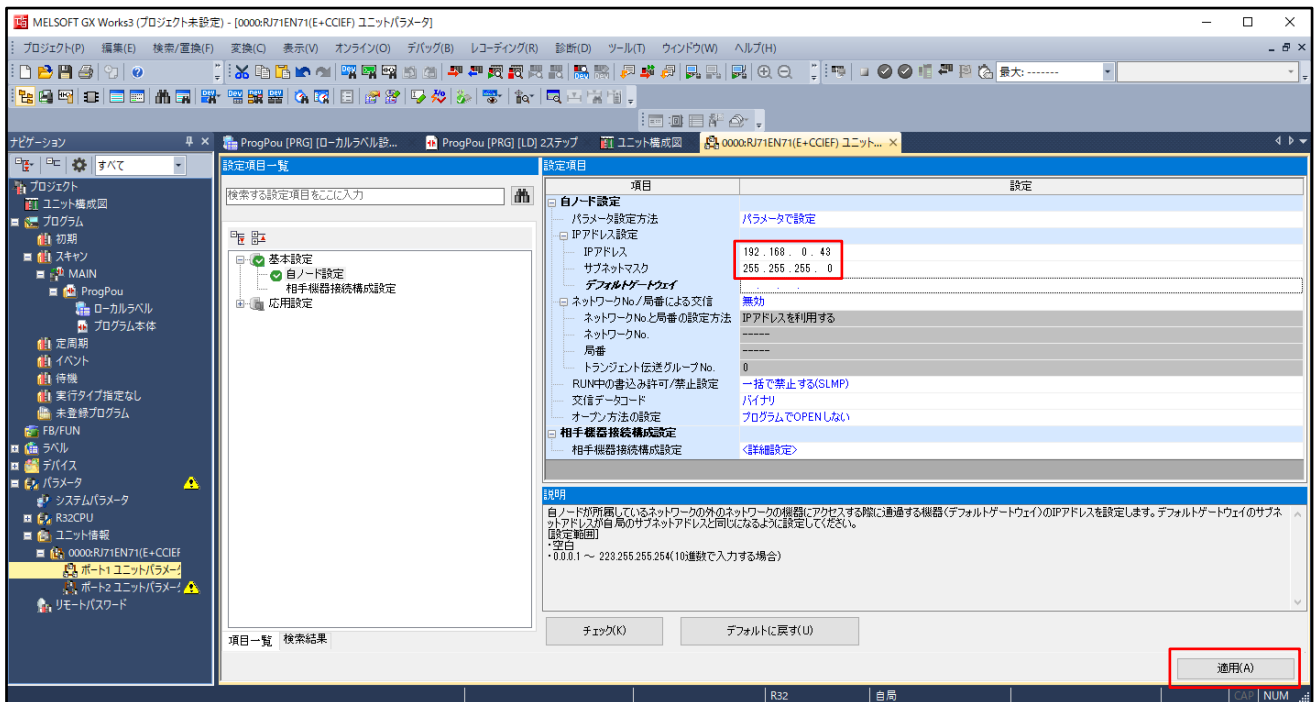 MELSOFT GX Works3 (プロジェクト未設定) - [0000:RJ71EN71(E+CCIEF) ユニットパラメータ]
プロジェクト(P) 編集(E) 検索/置換(F) 変換(C) 表示(V) オンライン(O) デバッグ(B) レコーディング(R) 診断(D) ツール(T) ウィンドウ(W) ヘルプ(H)
最大: -------
ナビゲーション
ProgPou [PRG] [ローカルラベル設...
ProgPou [PRG] [LD] 2ステップ
ユニット構成図
0000:RJ71EN71(E+CCIEF) ユニット...
すべて
プロジェクト
ユニット構成図
プログラム
初期
スキャン
MAIN
ProgPou
ローカルラベル
プログラム本体
定周期
イベント
待機
実行タイプ指定なし
未登録プログラム
FB/FUN
ラベル
デバイス
パラメータ
システムパラメータ
R32CPU
ユニット情報
0000:RJ71EN71(E+CCIEF
ポート1 ユニットパラメータ
ポート2 ユニットパラメータ
リモートパスワード
設定項目一覧
検索する設定項目をここに入力
基本設定
自ノード設定
相手機器接続構成設定
応用設定
項目一覧 検索結果
設定項目
項目 設定
自ノード設定
パラメータ設定方法 パラメータで設定
IPアドレス設定
IPアドレス 192 . 168 . 0 . 43
サブネットマスク 255 . 255 . 255 . 0
デフォルトゲートウェイ . . .
ネットワークNo./局番による交信 無効
ネットワークNo.と局番の設定方法 IPアドレスを利用する
ネットワークNo. -----
局番 -----
トランジェント伝送グループNo. 0
RUN中の書込み許可/禁止設定 一括で禁止する(SLMP)
交信データコード バイナリ
オープン方法の設定 プログラムでOPENしない
相手機器接続構成設定
相手機器接続構成設定 <詳細設定>
説明
自ノードが所属しているネットワークの外のネットワークの機器にアクセスする際に通過する機器(デフォルトゲートウェイ)のIPアドレスを設定します。デフォルトゲートウェイのサブネ
ットアドレスが自局のサブネットアドレスと同じになるように設定してください。
[設定範囲]
・空白
・0.0.0.1 ～ 223.255.255.254(10進数で入力する場合)
チェック(K) デフォルトに戻す(U)
適用(A)
R32 自局 CAP NUM